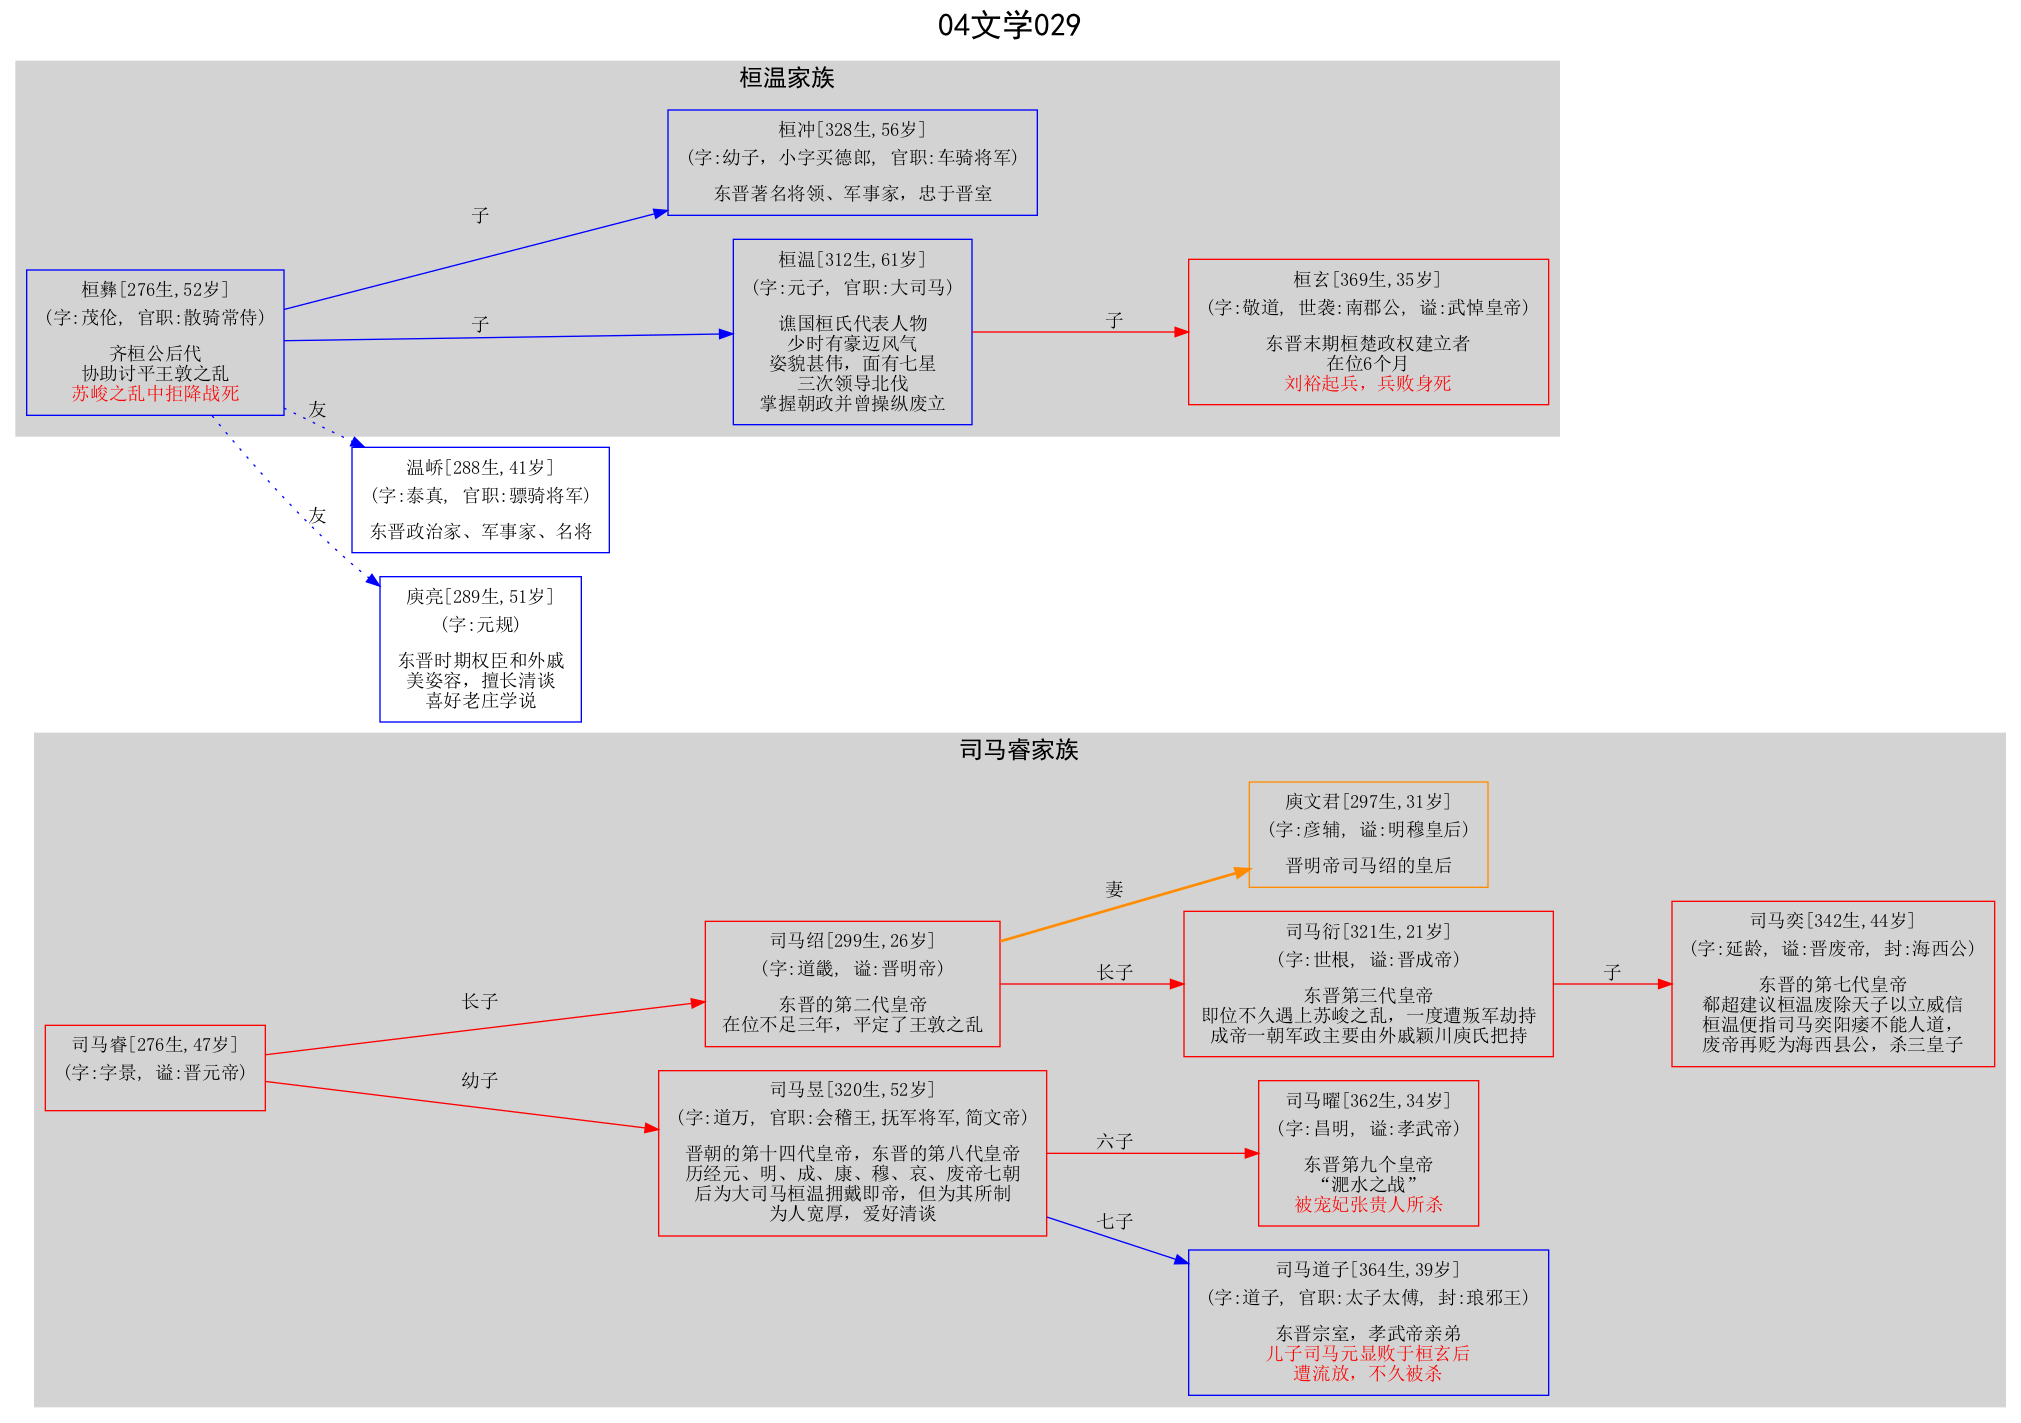 04文学029
桓温家族
桓冲[328生,56岁]
(字:幼子，小字买德郎, 官职:车骑将军)
东晋著名将领、军事家，忠于晋室
子
桓彝[276生,52岁]
(字:茂伦, 官职:散骑常侍)
齐桓公后代
协助讨平王敦之乱
苏峻之乱中拒降战死
子
桓温[312生,61岁]
(字:元子, 官职:大司马)
谯国桓氏代表人物
少时有豪迈风气
姿貌甚伟，面有七星
三次领导北伐
掌握朝政并曾操纵废立
子
桓玄[369生,35岁]
(字:敬道, 世袭:南郡公, 谥:武悼皇帝)
东晋末期桓楚政权建立者
在位6个月
刘裕起兵，兵败身死
友
温峤[288生,41岁]
(字:泰真, 官职:骠骑将军)
东晋政治家、军事家、名将
友
庾亮[289生,51岁]
(字:元规)
东晋时期权臣和外戚
美姿容，擅长清谈
喜好老庄学说
司马睿家族
庾文君[297生,31岁]
(字:彦辅, 谥:明穆皇后)
晋明帝司马绍的皇后
妻
司马绍[299生,26岁]
(字:道畿, 谥:晋明帝)
东晋的第二代皇帝
在位不足三年，平定了王敦之乱
长子
司马衍[321生,21岁]
(字:世根, 谥:晋成帝)
东晋第三代皇帝
即位不久遇上苏峻之乱，一度遭叛军劫持
成帝一朝军政主要由外戚颖川庾氏把持
子
司马奕[342生,44岁]
(字:延龄, 谥:晋废帝, 封:海西公)
东晋的第七代皇帝
郗超建议桓温废除天子以立威信
桓温便指司马奕阳痿不能人道，
废帝再贬为海西县公，杀三皇子
长子
司马睿[276生,47岁]
(字:字景, 谥:晋元帝)
幼子
司马昱[320生,52岁]
(字:道万, 官职:会稽王,抚军将军,简文帝)
晋朝的第十四代皇帝，东晋的第八代皇帝
历经元、明、成、康、穆、哀、废帝七朝
后为大司马桓温拥戴即帝，但为其所制
为人宽厚，爱好清谈
六子
司马曜[362生,34岁]
(字:昌明, 谥:孝武帝)
东晋第九个皇帝
“淝水之战”
被宠妃张贵人所杀
七子
司马道子[364生,39岁]
(字:道子, 官职:太子太傅, 封:琅邪王)
东晋宗室，孝武帝亲弟
儿子司马元显败于桓玄后
遭流放，不久被杀